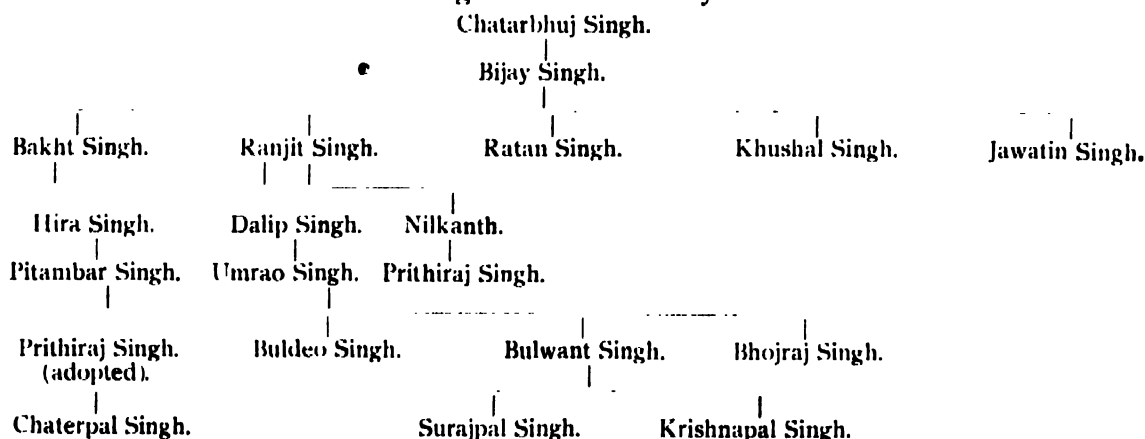 Chatarbhuj Singh.
Bijay Singh.
Bakht Singh. Ranjit Singh. Ratan Singh. Khushal Singh. Jawatin Singh.
Hira Singh. Dalip Singh. Nilkanth.
Pitambar Singh. Umrao Singh. Prithiraj Singh.
Prithiraj Singh. Buldeo Singh. Bulwant Singh. Bhojraj Singh.
(adopted).
Chaterpal Singh. Surajpal Singh. Krishnapal Singh.